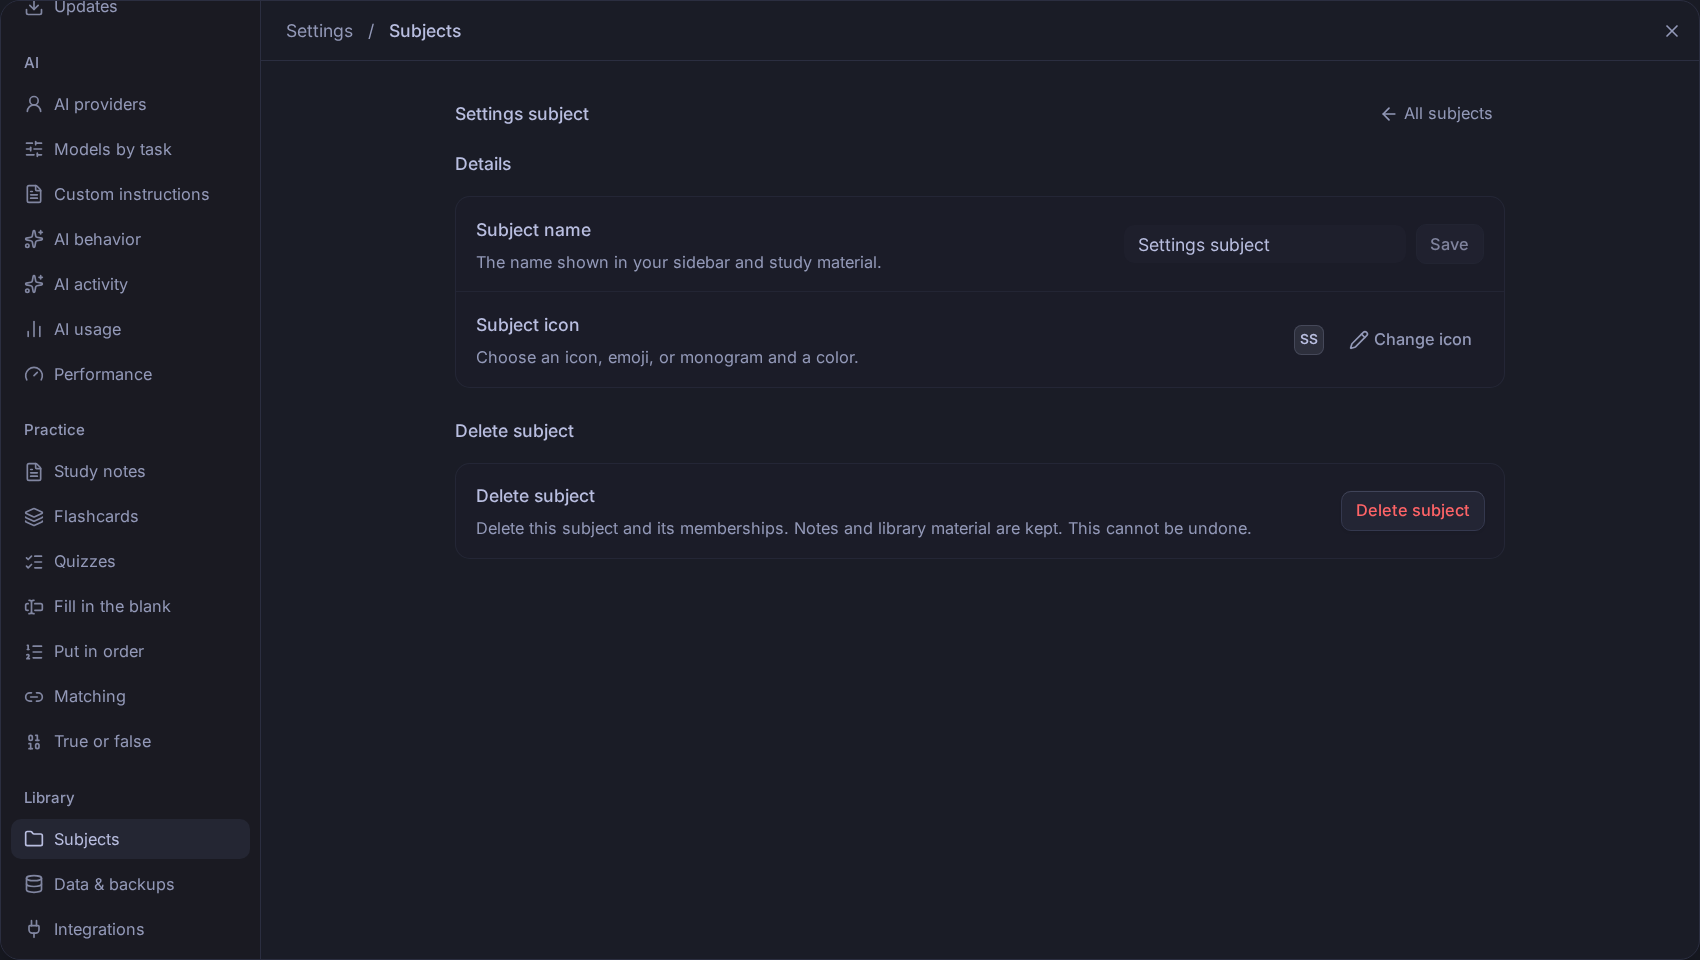 Updates
AI
AI providers
Models by task
Custom instructions
AI behavior
AI activity
AI usage
Performance
Practice
Study notes
Flashcards
Quizzes
Fill in the blank
Put in order
Matching
True or false
Library
Subjects
Data & backups
Integrations
Settings / Subjects
Settings subject
All subjects
Details
Subject name
The name shown in your sidebar and study material.
Settings subject
Save
Subject icon
Choose an icon, emoji, or monogram and a color.
SS
Change icon
Delete subject
Delete subject
Delete this subject and its memberships. Notes and library material are kept. This cannot be undone.
Delete subject